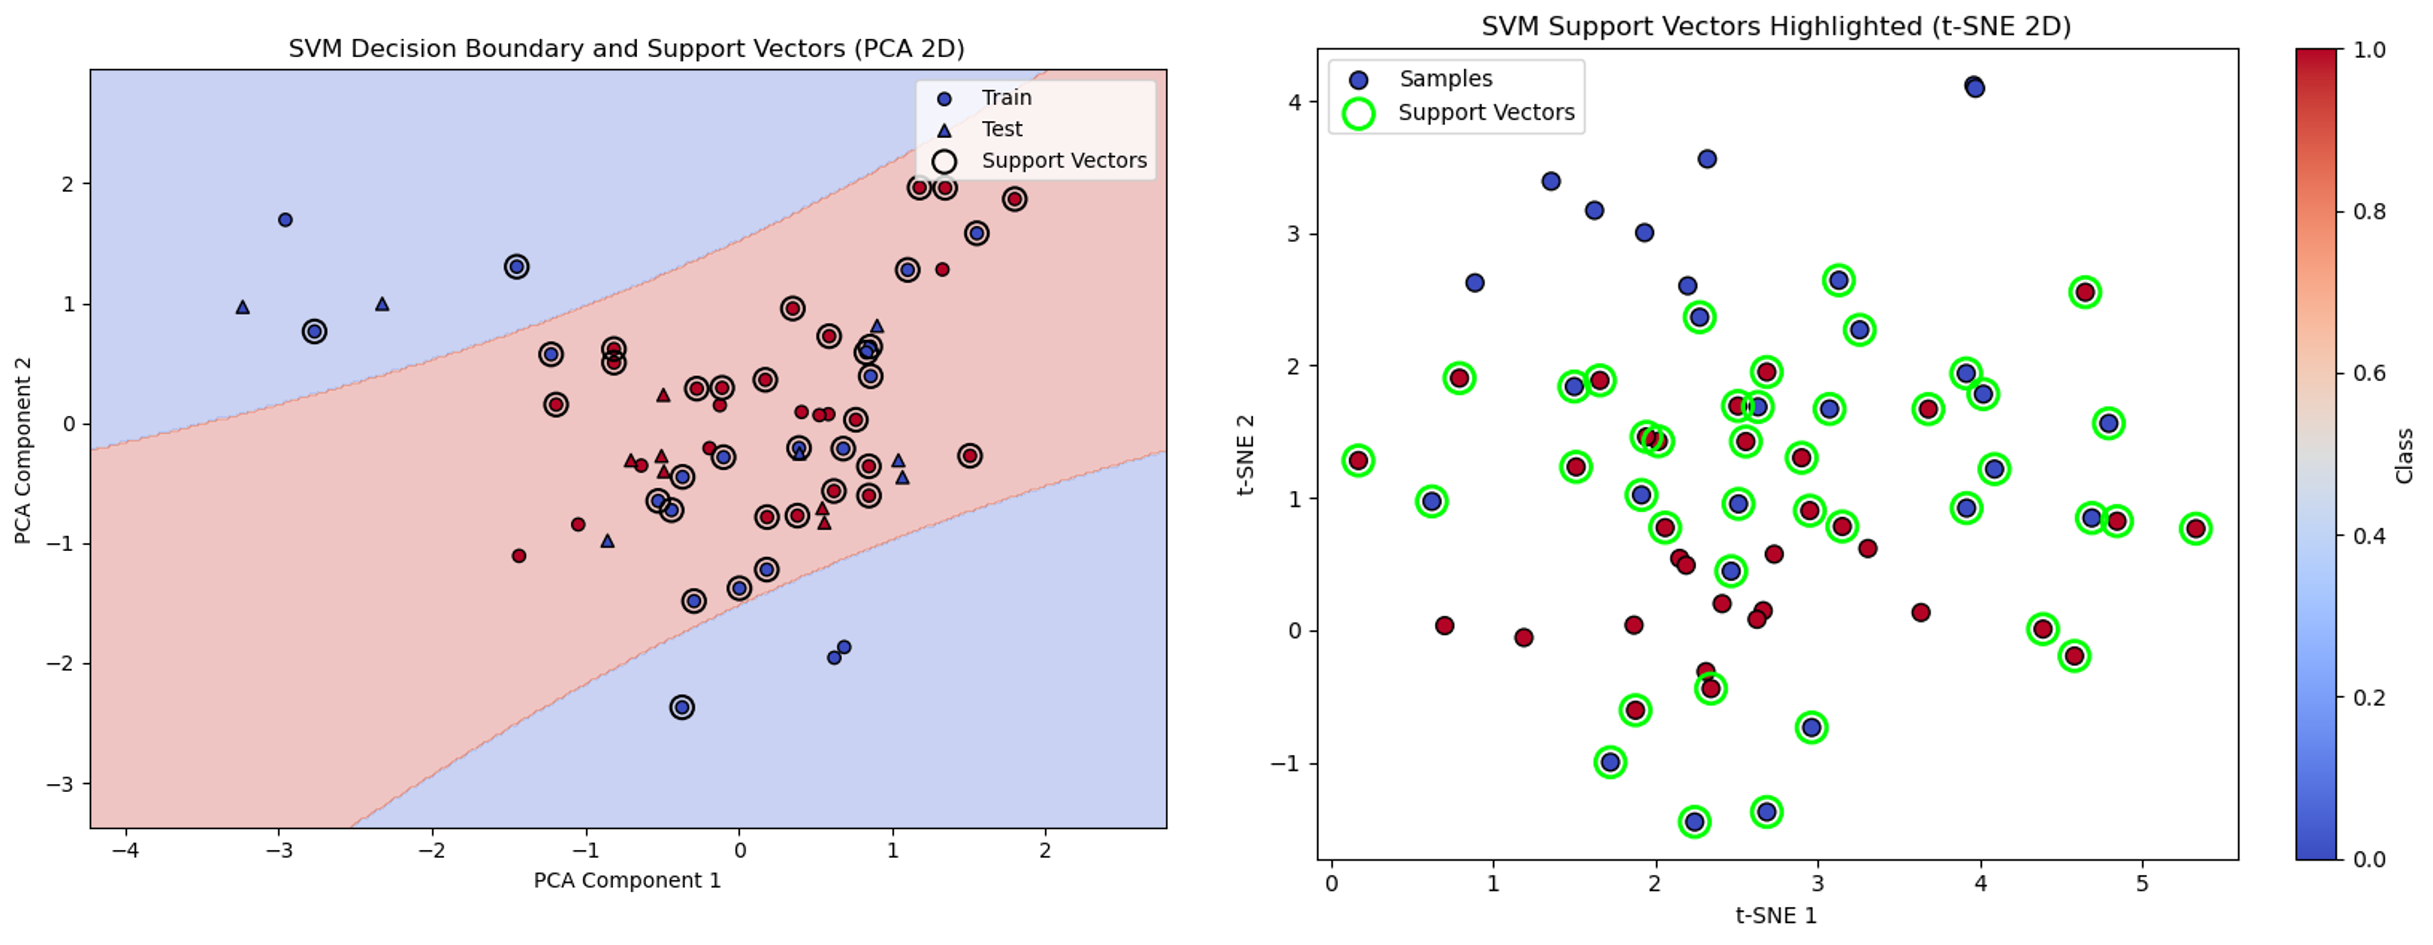 SVM Decision Boundary and Support Vectors (PCA 2D)
Train
Test
Support Vectors
2
1
0
−1
−2
−3
PCA Component 2
−4
−3
−2
−1
0
1
2
PCA Component 1
SVM Support Vectors Highlighted (t-SNE 2D)
Samples
Support Vectors
4
3
2
1
0
−1
t-SNE 2
0
1
2
3
4
5
t-SNE 1
1.0
0.8
0.6
0.4
0.2
0.0
Class